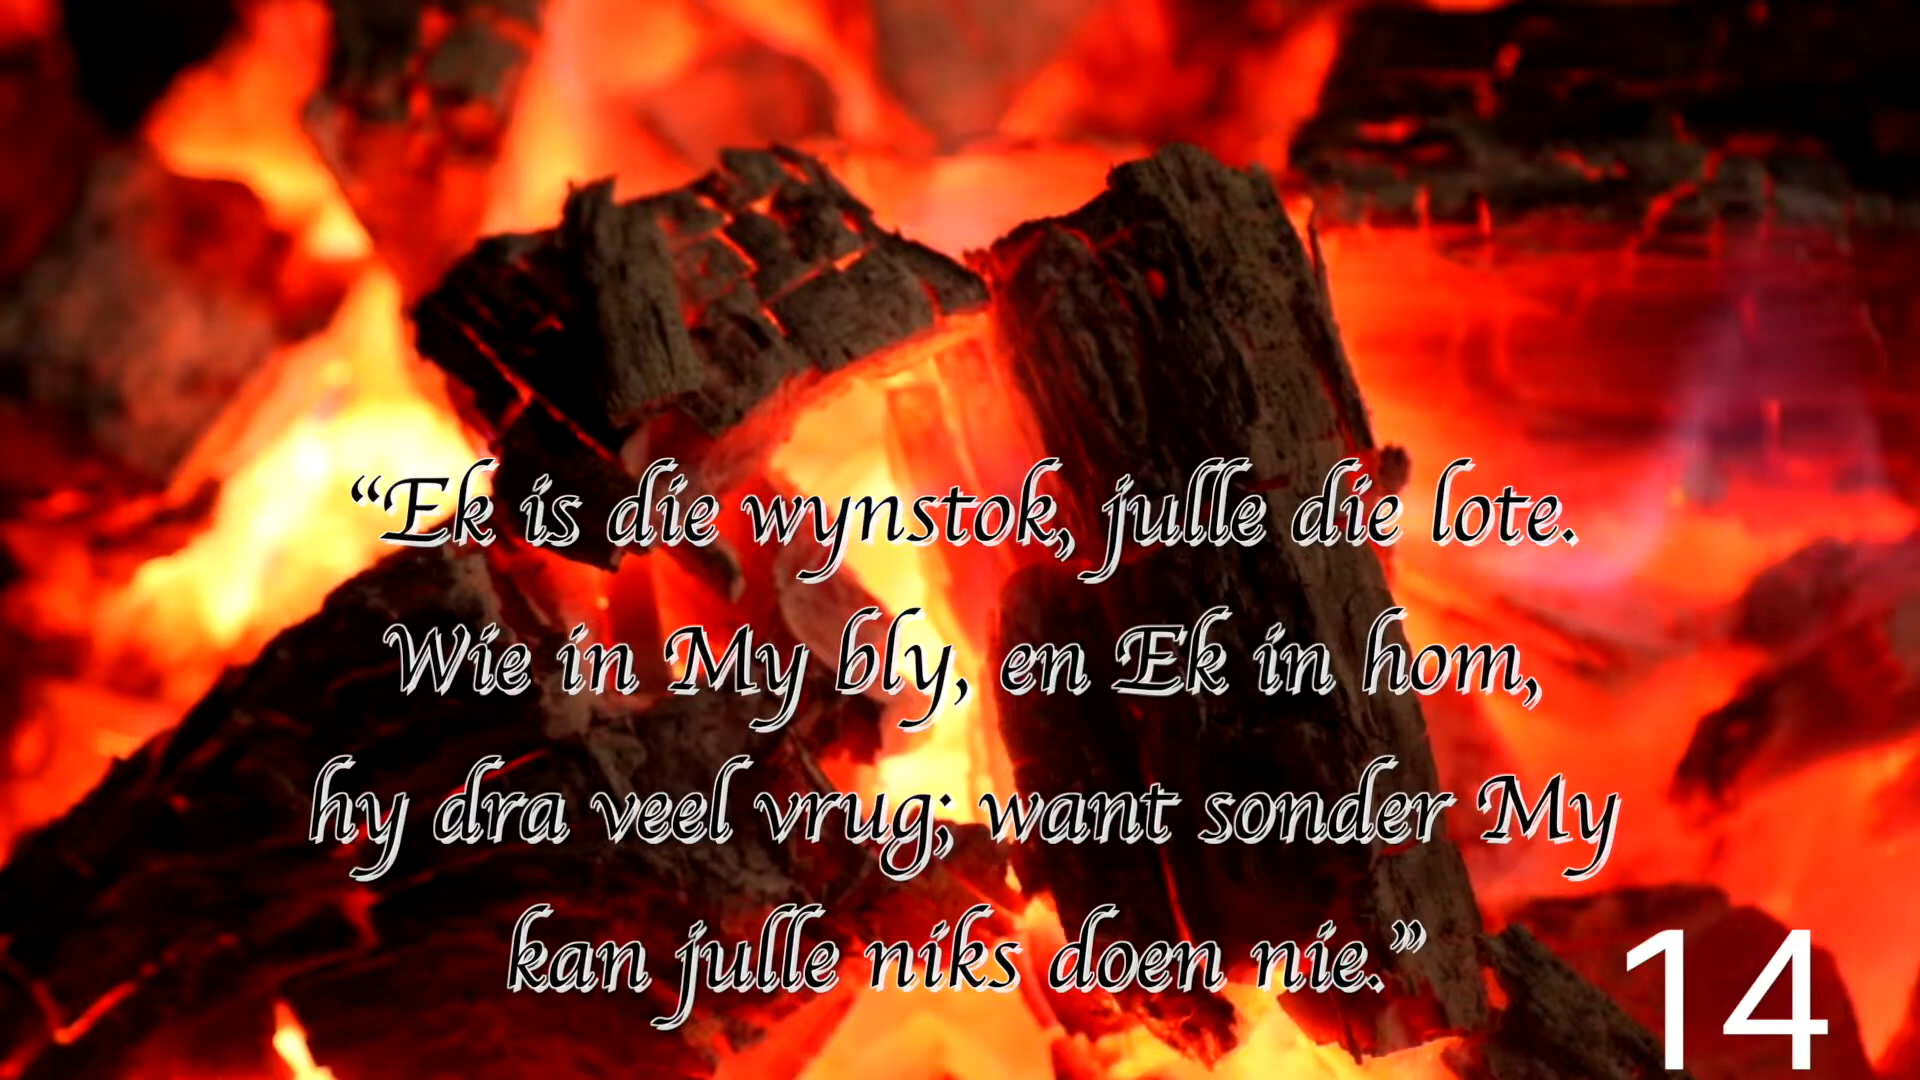 “Ek is die wynstok, julle die lote.
Wie in My bly, en Ek in hom,
hy dra veel vrug; want sonder My
kan julle niks doen nie.”
14